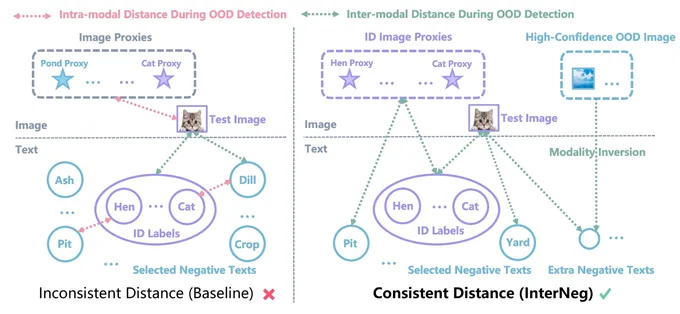 Intra-modal Distance During OOD Detection
Inter-modal Distance During OOD Detection
Image Proxies
Pond Proxy
... ...
Cat Proxy
Test Image
Image
Text
Ash
...
Pit
Hen
...
Cat
ID Labels
Dill
...
Crop
Selected Negative Texts
Inconsistent Distance (Baseline)
ID Image Proxies
Hen Proxy
... ...
Cat Proxy
High-Confidence OOD Image
... ...
Test Image
Image
Text
Modality Inversion
Hen
...
Cat
ID Labels
Pit
...
Yard
...
Selected Negative Texts
Extra Negative Texts
Consistent Distance (InterNeg)